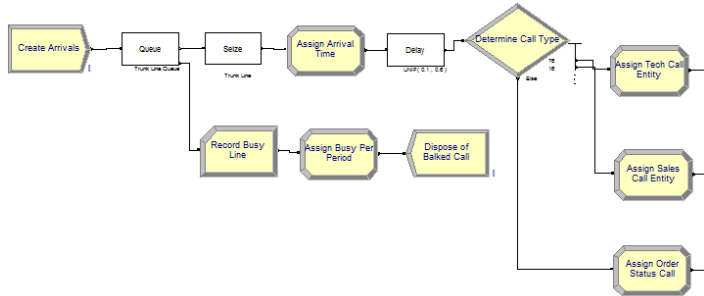 Create Arrivals
Queue
Trunk Line.Queue
Seize
Trunk Line
Assign Arrival
Time
Delay
UNIF( 0.1 , 0.6 )
Determine Call Type
76
16
Else
Assign Tech Call
Entity
Record Busy
Line
Assign Busy Per
Period
Dispose of
Balked Call
Assign Sales
Call Entity
Assign Order
Status Call